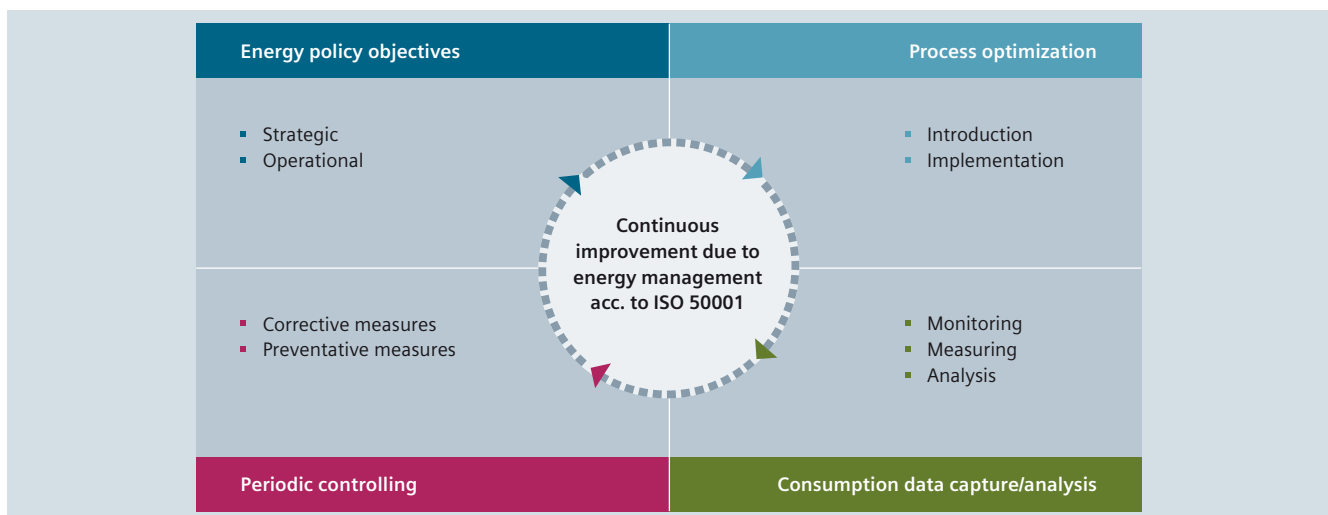 Energy policy objectives
Process optimization
Strategic
Operational
Introduction
Implementation
Continuous
improvement due to
energy management
acc. to ISO 50001
Corrective measures
Preventative measures
Monitoring
Measuring
Analysis
Periodic controlling
Consumption data capture/analysis